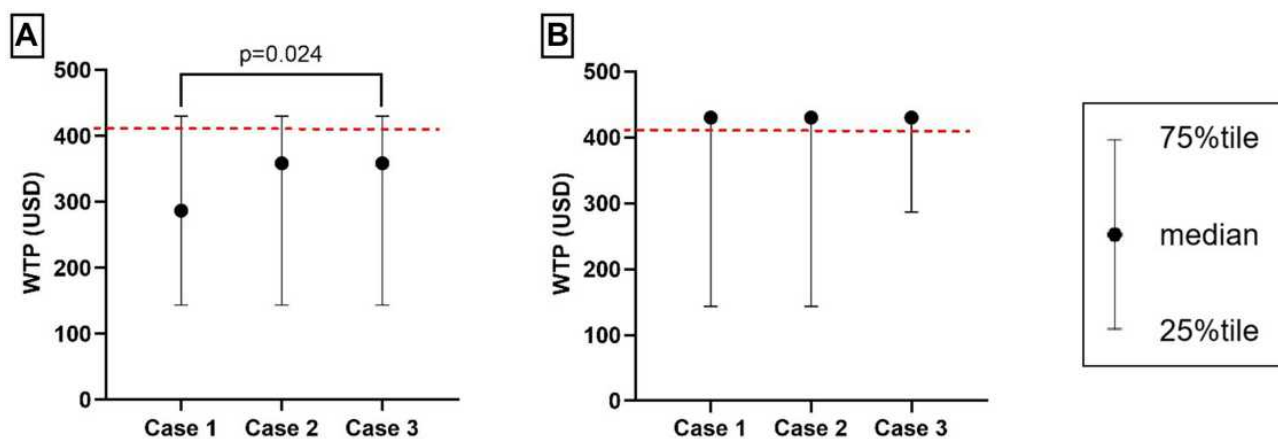 A
p=0.024
WTP (USD)
500
400
300
200
100
0
Case 1 Case 2 Case 3
B
WTP (USD)
500
400
300
200
100
0
Case 1 Case 2 Case 3
75%tile
median
25%tile